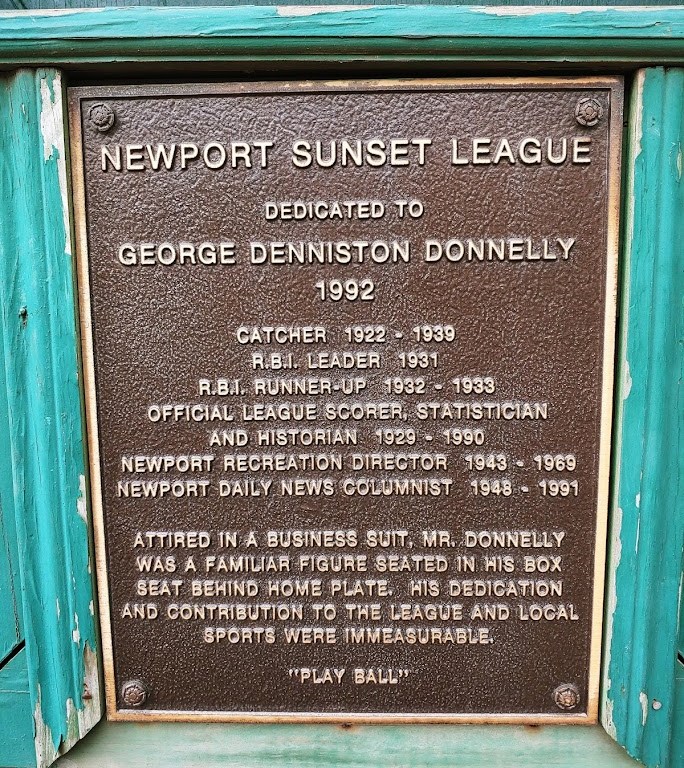 NEWPORT SUNSET LEAGUE
DEDICATED TO
GEORGE DENNISTON DONNELLY
1992
CATCHER 1922 - 1939
R.B.I. LEADER 1931
R.B.I. RUNNER-UP 1932 - 1933
OFFICIAL LEAGUE SCORER, STATISTICIAN
AND HISTORIAN 1929 - 1990
NEWPORT RECREATION DIRECTOR 1943 - 1969
NEWPORT DAILY NEWS COLUMNIST 1948 - 1991
ATTIRED IN A BUSINESS SUIT, MR. DONNELLY
WAS A FAMILIAR FIGURE SEATED IN HIS BOX
SEAT BEHIND HOME PLATE. HIS DEDICATION
AND CONTRIBUTION TO THE LEAGUE AND LOCAL
SPORTS WERE IMMEASURABLE.
"PLAY BALL"